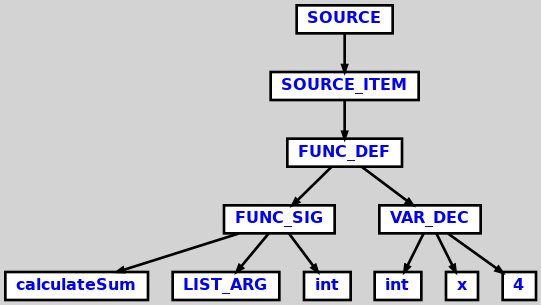 SOURCE
SOURCE_ITEM
FUNC_DEF
FUNC_SIG VAR_DEC
calculateSum LIST_ARG int int x 4